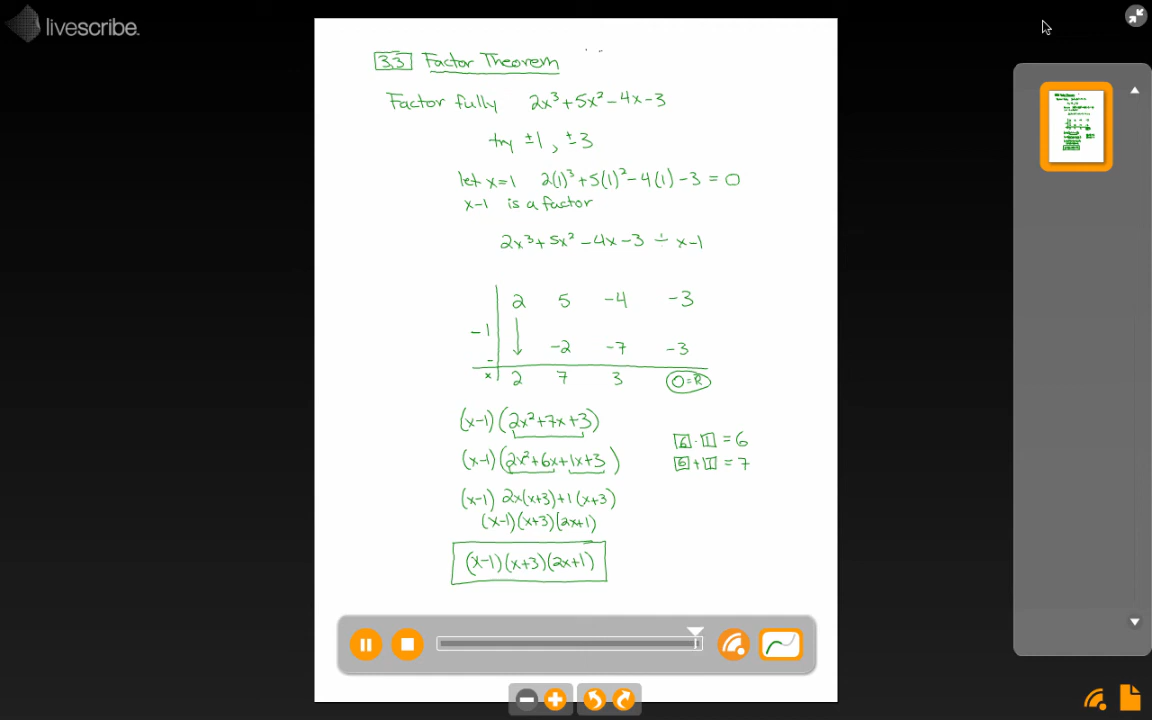 livescribe.
3.3 Factor Theorem
Factor fully 2x³+5x²-4x-3
try ±1, ±3
let x=1 2(1)³+5(1)²-4(1)-3=0
x-1 is a factor
2x³+5x²-4x-3 ÷ x-1
2 5 -4 -3
-1
- -2 -7 -3
x 2 7 3 0=R
(x-1)(2x²+7x+3)
6 · 1 = 6
(x-1)(2x²+6x+1x+3)
6 + 1 = 7
(x-1) 2x(x+3)+1(x+3)
(x-1)(x+3)(2x+1)
(x-1)(x+3)(2x+1)